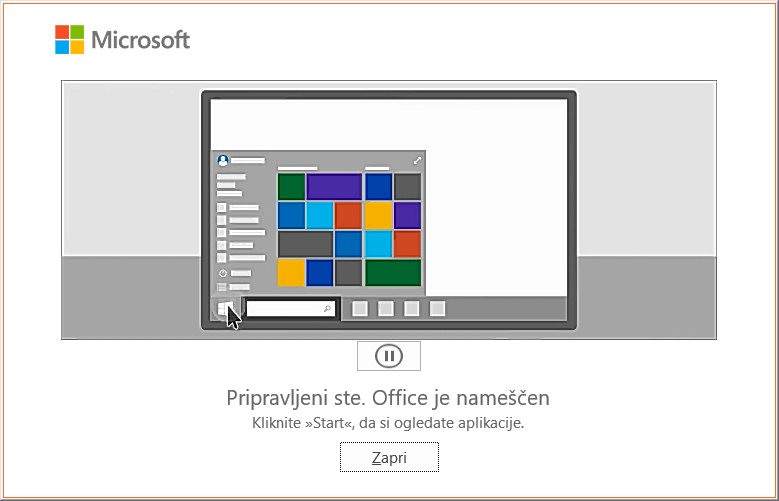 Microsoft
Pripravljeni ste. Office je nameščen
Kliknite »Start«, da si ogledate aplikacije.
Zapri